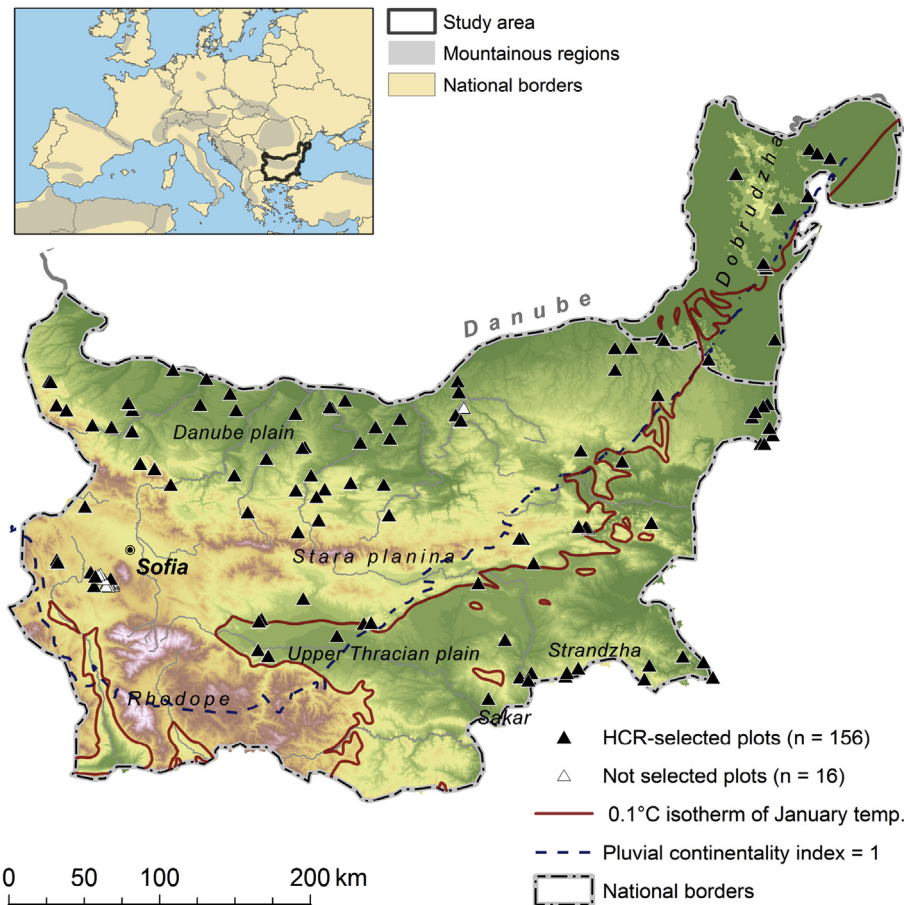 Study area
Mountainous regions
National borders
Dobrudzha
Danube
Danube plain
Stara planina
Sofia
Upper Thracian plain
Strandzha
Rhodope
Sakar
HCR-selected plots (n = 156)
Not selected plots (n = 16)
0.1°C isotherm of January temp.
Pluvial continentality index = 1
National borders
0 50 100 200 km